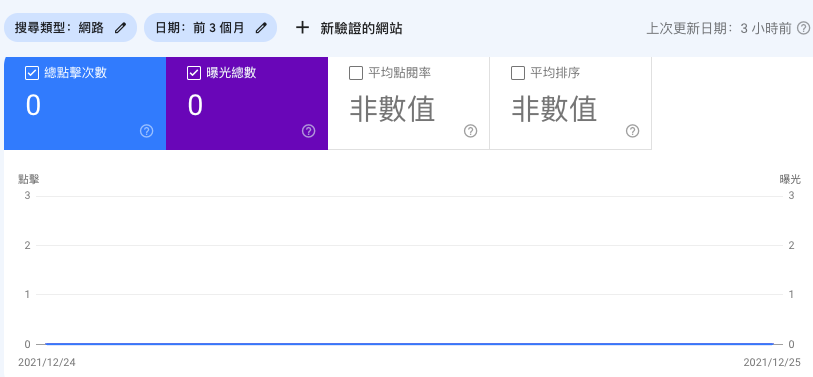 搜尋類型：網路 日期：前 3 個月 + 新驗證的網站 上次更新日期：3 小時前
總點擊次數 曝光總數 平均點閱率 平均排序
0 0 非數值 非數值
點擊 曝光
3 3
2 2
1 1
0 0
2021/12/24 2021/12/25